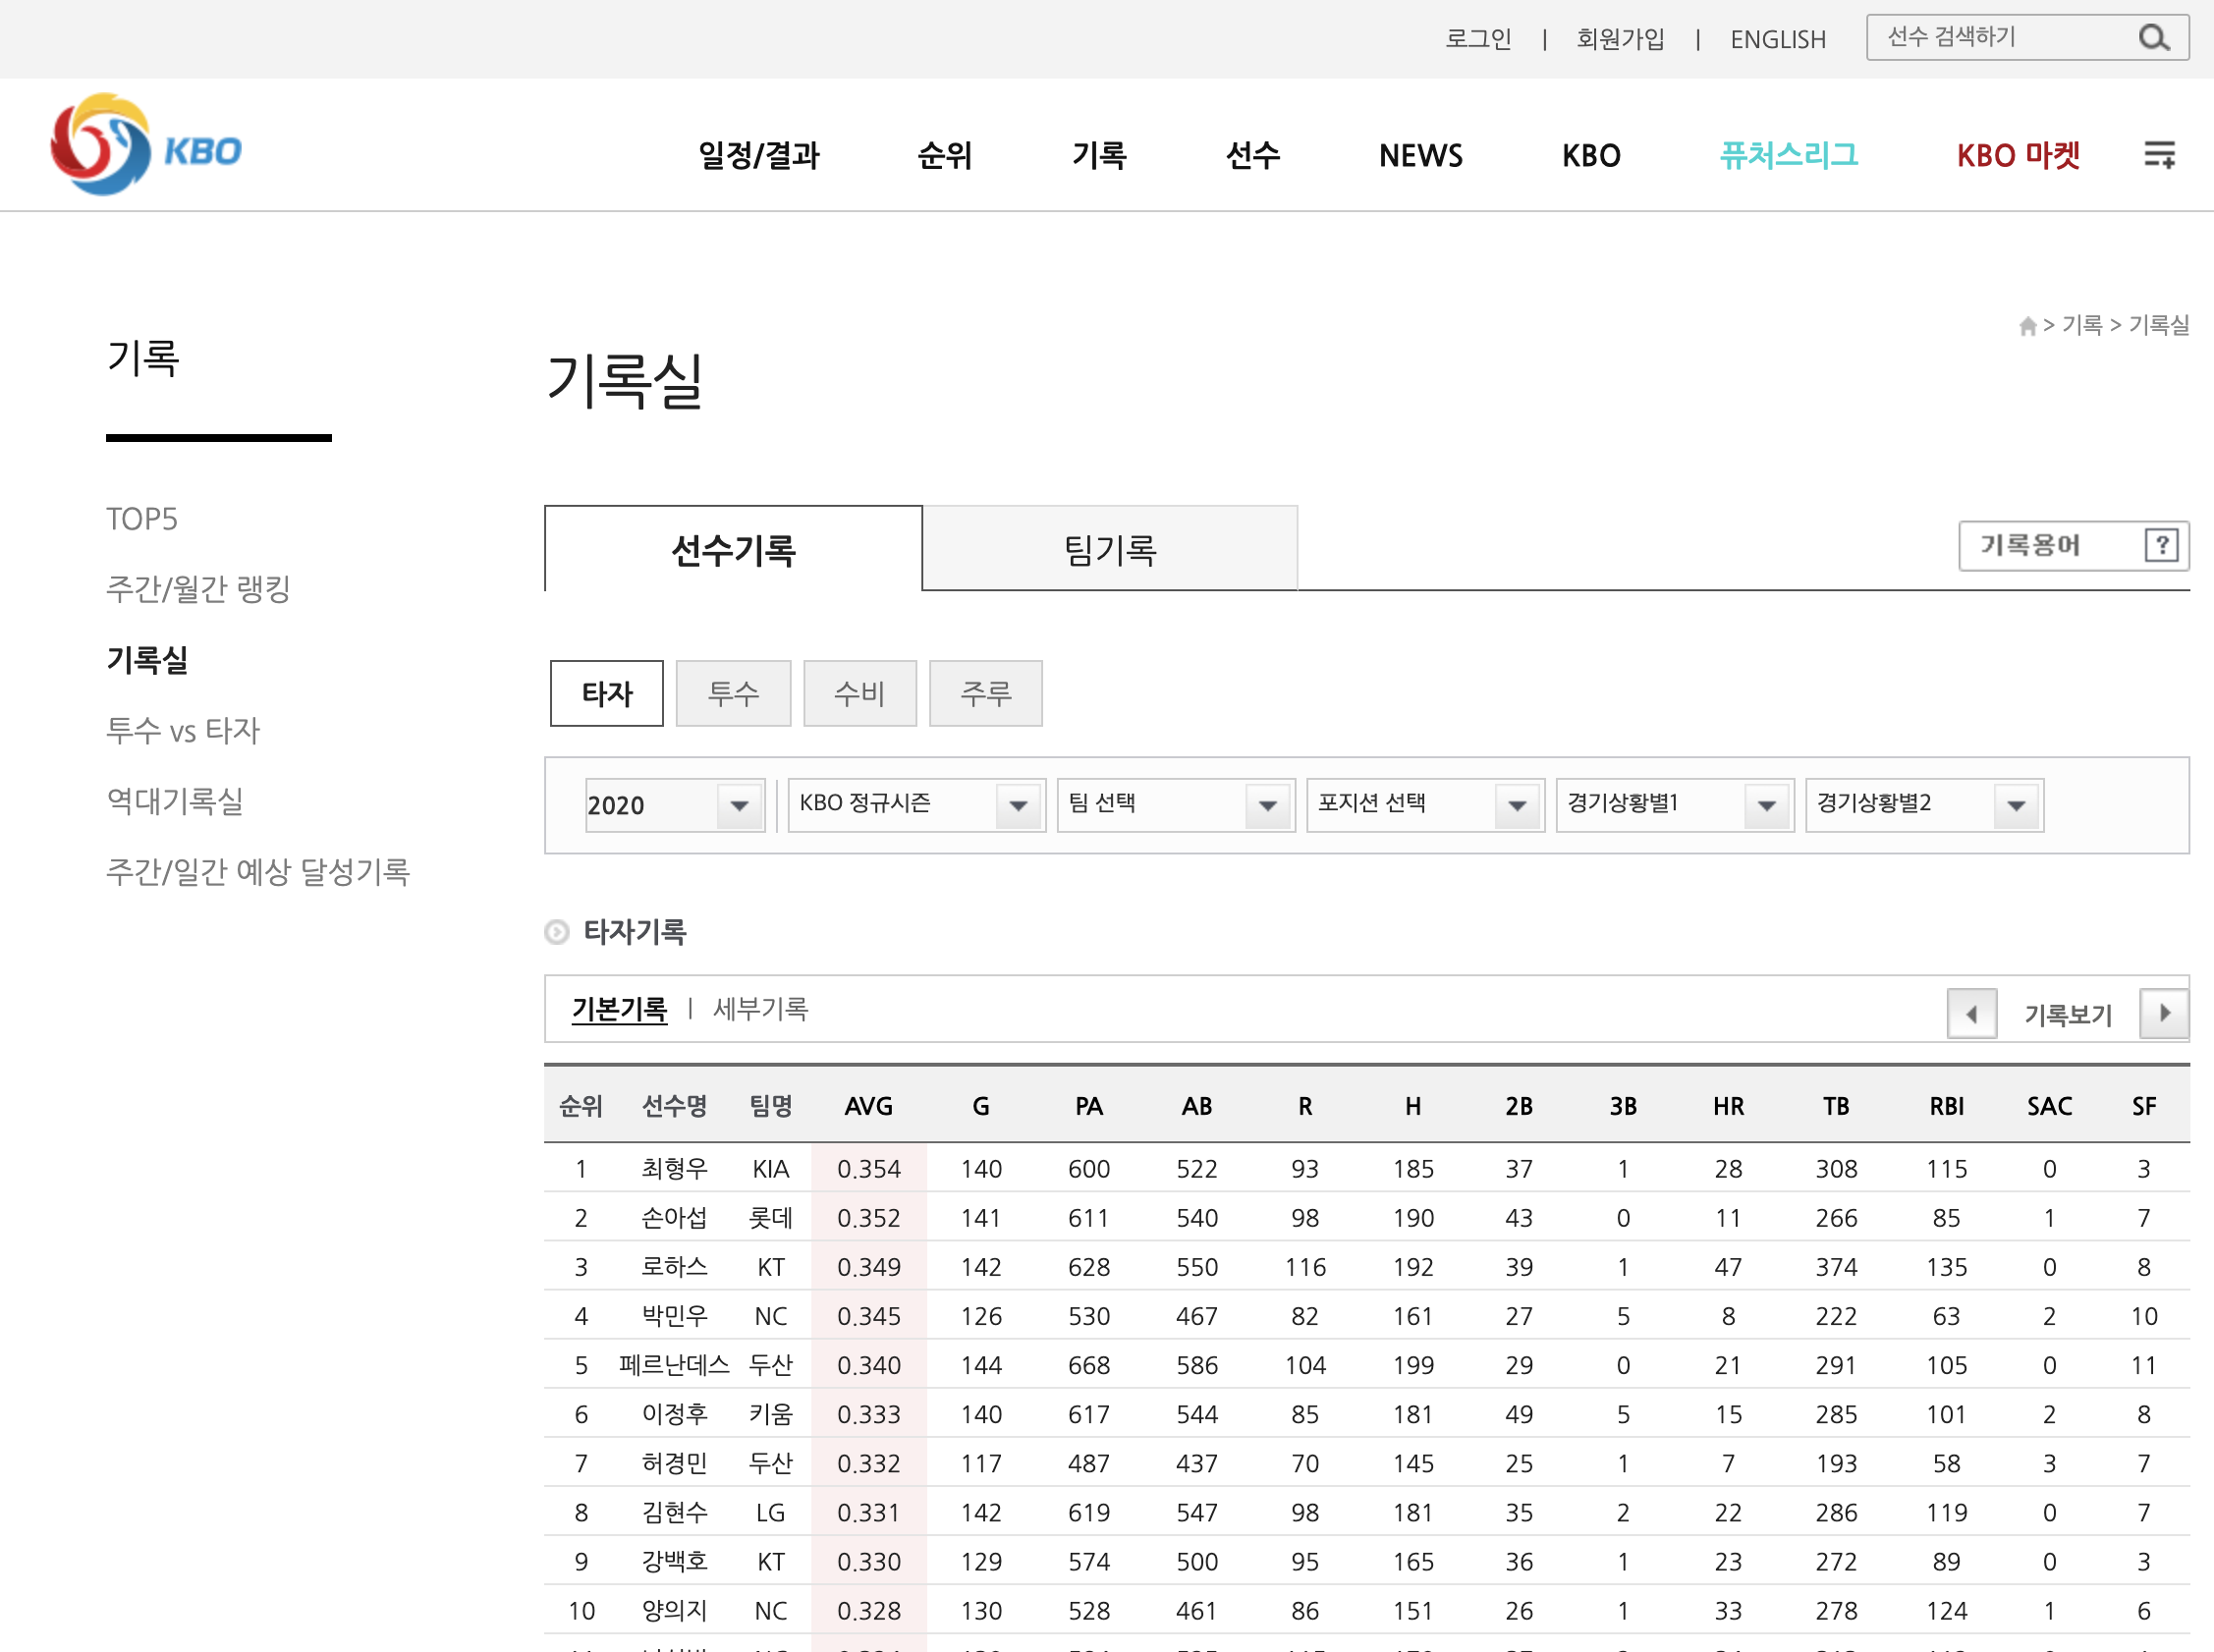 로그인 | 회원가입 | ENGLISH 선수 검색하기
KBO
일정/결과 순위 기록 선수 NEWS KBO 퓨처스리그 KBO 마켓
> 기록 > 기록실
기록
TOP5
주간/월간 랭킹
기록실
투수 vs 타자
역대기록실
주간/일간 예상 달성기록
기록실
선수기록 팀기록 기록용어 ?
타자 투수 수비 주루
2020 KBO 정규시즌 팀 선택 포지션 선택 경기상황별1 경기상황별2
타자기록
기본기록 | 세부기록 기록보기
순위 선수명 팀명 AVG G PA AB R H 2B 3B HR TB RBI SAC SF
1 최형우 KIA 0.354 140 600 522 93 185 37 1 28 308 115 0 3
2 손아섭 롯데 0.352 141 611 540 98 190 43 0 11 266 85 1 7
3 로하스 KT 0.349 142 628 550 116 192 39 1 47 374 135 0 8
4 박민우 NC 0.345 126 530 467 82 161 27 5 8 222 63 2 10
5 페르난데스 두산 0.340 144 668 586 104 199 29 0 21 291 105 0 11
6 이정후 키움 0.333 140 617 544 85 181 49 5 15 285 101 2 8
7 허경민 두산 0.332 117 487 437 70 145 25 1 7 193 58 3 7
8 김현수 LG 0.331 142 619 547 98 181 35 2 22 286 119 0 7
9 강백호 KT 0.330 129 574 500 95 165 36 1 23 272 89 0 3
10 양의지 NC 0.328 130 528 461 86 151 26 1 33 278 124 1 6